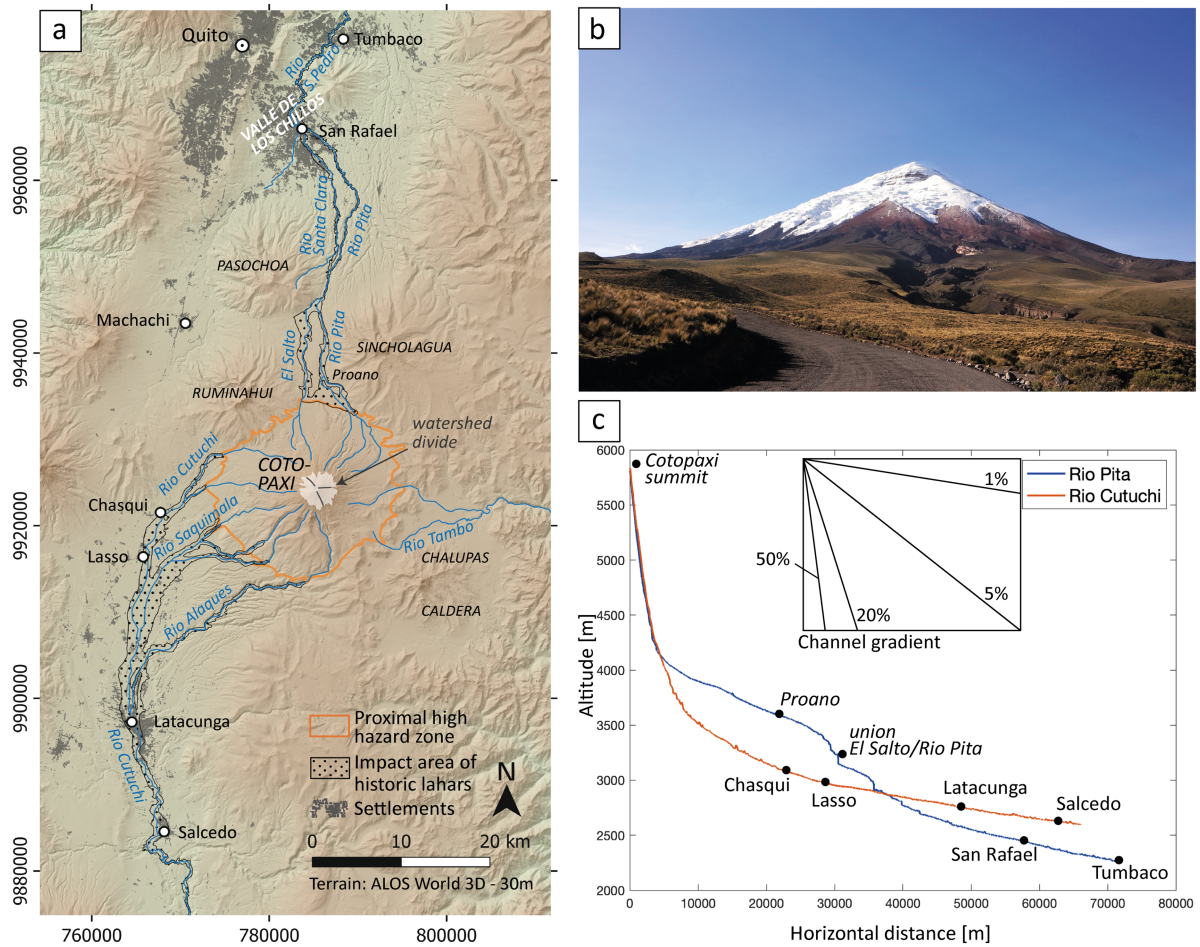 a
Quito
Tumbaco
Rio
S.Pedro
VALLE DE
LOS CHILLOS
San Rafael
Rio
Santa Clara
Rio Pita
PASOCHOA
Machachi
El Salto
Rio Pita
SINCHOLAGUA
Proano
RUMINAHUI
watershed
divide
Rio Cutuchi
COTO-
PAXI
Chasqui
Rio Saquimala
Rio Tambo
Lasso
CHALUPAS
Rio Alaques
CALDERA
Latacunga
Rio Cutuchi
Salcedo
Proximal high
hazard zone
Impact area of
historic lahars
Settlements
N
0 10 20 km
Terrain: ALOS World 3D - 30m
9960000
9940000
9920000
9900000
9880000
760000 780000 800000
b
c
6000
5500
5000
4500
4000
3500
3000
2500
2000
Altitude [m]
Cotopaxi
summit
1%
50%
20%
5%
Channel gradient
Rio Pita
Rio Cutuchi
Proano
union
El Salto/Rio Pita
Chasqui
Lasso
Latacunga
Salcedo
San Rafael
Tumbaco
0 10000 20000 30000 40000 50000 60000 70000 80000
Horizontal distance [m]